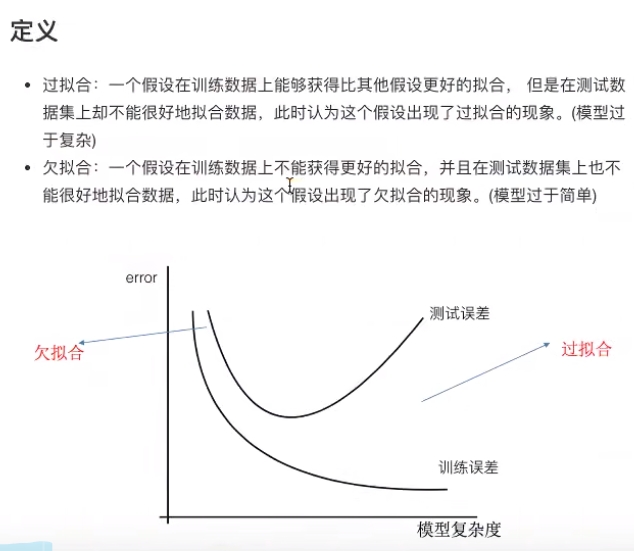 定义
• 过拟合：一个假设在训练数据上能够获得比其他假设更好的拟合， 但是在测试数
据集上却不能很好地拟合数据，此时认为这个假设出现了过拟合的现象。(模型过
于复杂)
• 欠拟合：一个假设在训练数据上不能获得更好的拟合，并且在测试数据集上也不
能很好地拟合数据，此时认为这个假设出现了欠拟合的现象。(模型过于简单)
error
测试误差
欠拟合
过拟合
训练误差
模型复杂度